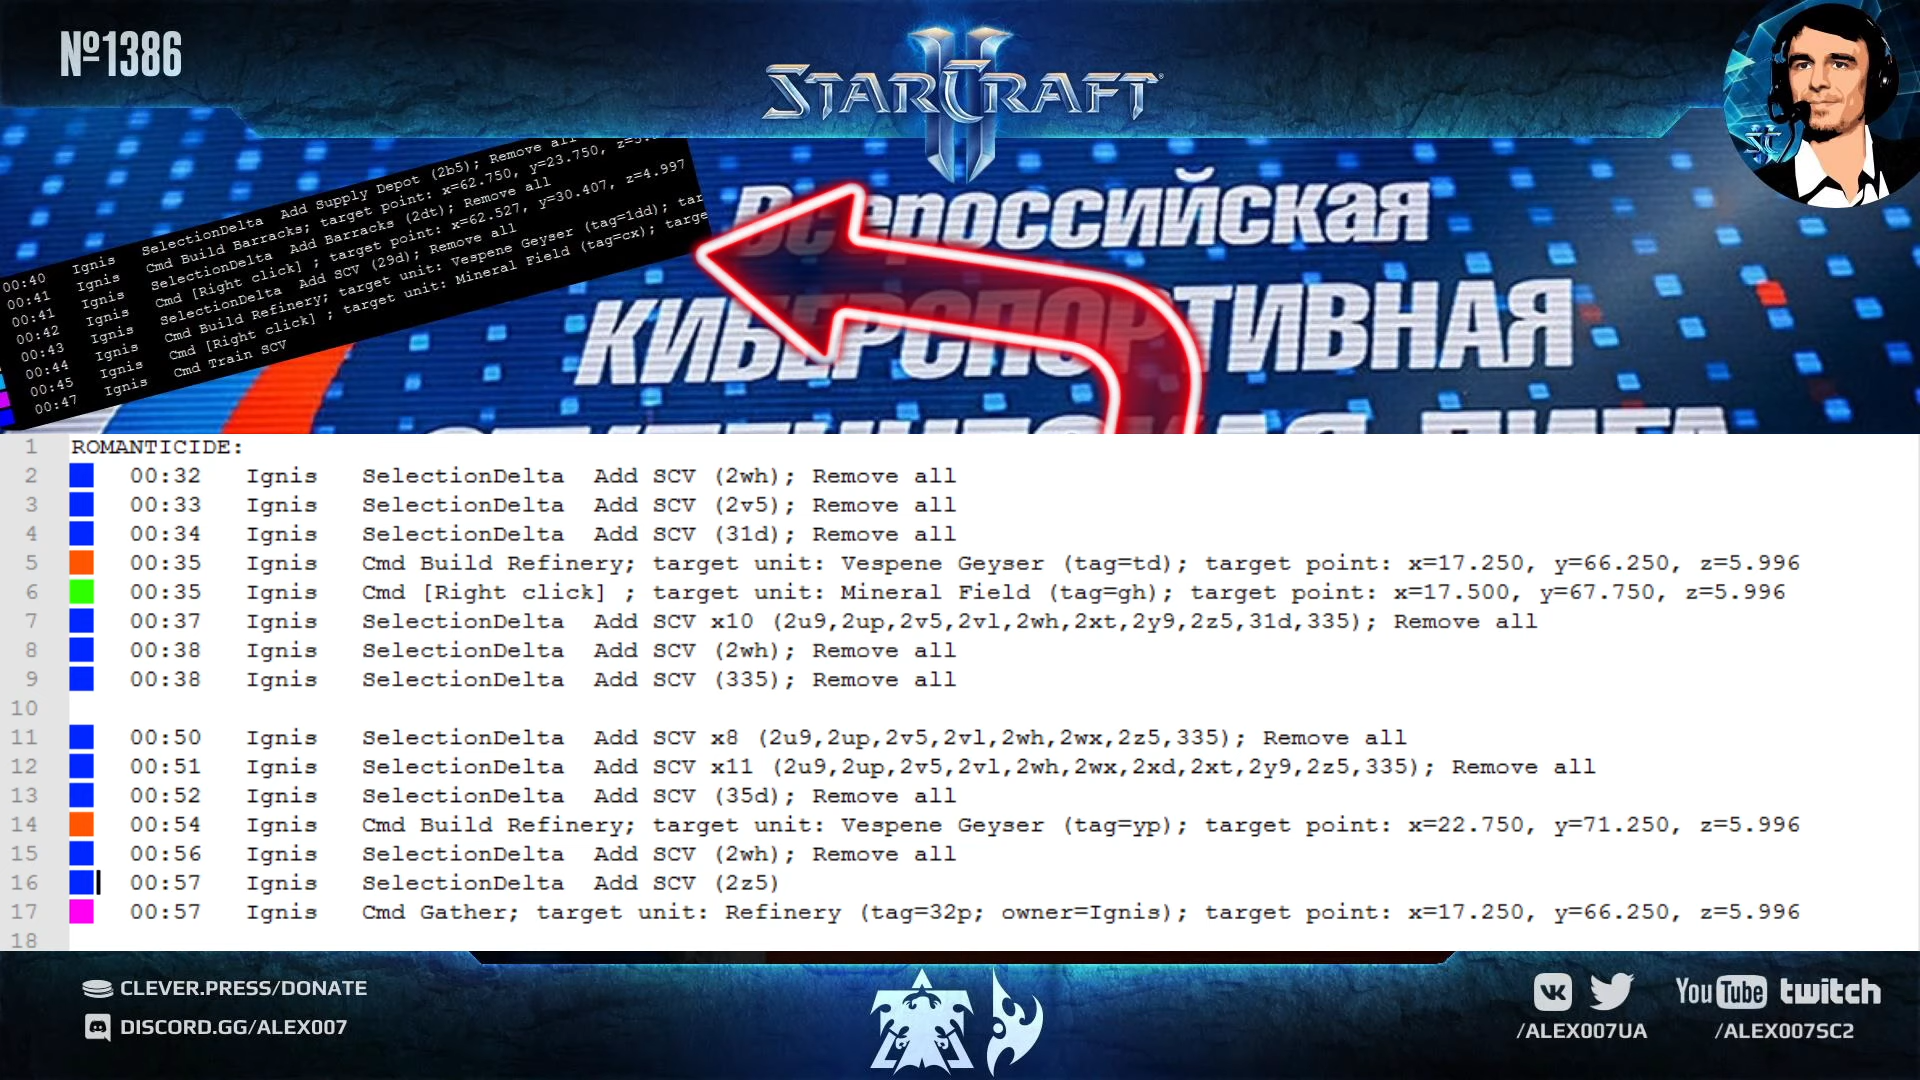 №1386
STARCRAFT
II
00:40 Ignis SelectionDelta Add Supply Depot (2b5); Remove all
00:41 Ignis Cmd Build Barracks; target point: x=62.750, y=23.750,
00:41 Ignis SelectionDelta Add Barracks (2dt); Remove all
00:42 Ignis Cmd [Right click] ; target point: x=62.527, y=30.407, z=4.997
00:43 Ignis SelectionDelta Add SCV (29d); Remove all
00:44 Ignis Cmd Build Refinery; target unit: Vespene Geyser (tag=1dd); tar
00:45 Ignis Cmd [Right click] ; target unit: Mineral Field (tag=cx); targe
00:47 Ignis Cmd Train SCV
Всероссийская
КИБЕРСПОРТИВНАЯ
1 ROMANTICIDE:
2 00:32 Ignis SelectionDelta Add SCV (2wh); Remove all
3 00:33 Ignis SelectionDelta Add SCV (2v5); Remove all
4 00:34 Ignis SelectionDelta Add SCV (31d); Remove all
5 00:35 Ignis Cmd Build Refinery; target unit: Vespene Geyser (tag=td); target point: x=17.250, y=66.250, z=5.996
6 00:35 Ignis Cmd [Right click] ; target unit: Mineral Field (tag=gh); target point: x=17.500, y=67.750, z=5.996
7 00:37 Ignis SelectionDelta Add SCV x10 (2u9,2up,2v5,2vl,2wh,2xt,2y9,2z5,31d,335); Remove all
8 00:38 Ignis SelectionDelta Add SCV (2wh); Remove all
9 00:38 Ignis SelectionDelta Add SCV (335); Remove all
10
11 00:50 Ignis SelectionDelta Add SCV x8 (2u9,2up,2v5,2vl,2wh,2wx,2z5,335); Remove all
12 00:51 Ignis SelectionDelta Add SCV x11 (2u9,2up,2v5,2vl,2wh,2wx,2xd,2xt,2y9,2z5,335); Remove all
13 00:52 Ignis SelectionDelta Add SCV (35d); Remove all
14 00:54 Ignis Cmd Build Refinery; target unit: Vespene Geyser (tag=yp); target point: x=22.750, y=71.250, z=5.996
15 00:56 Ignis SelectionDelta Add SCV (2wh); Remove all
16 00:57 Ignis SelectionDelta Add SCV (2z5)
17 00:57 Ignis Cmd Gather; target unit: Refinery (tag=32p; owner=Ignis); target point: x=17.250, y=66.250, z=5.996
18
CLEVER.PRESS/DONATE
DISCORD.GG/ALEX007
YouTube twitch
/ALEX007UA /ALEX007SC2